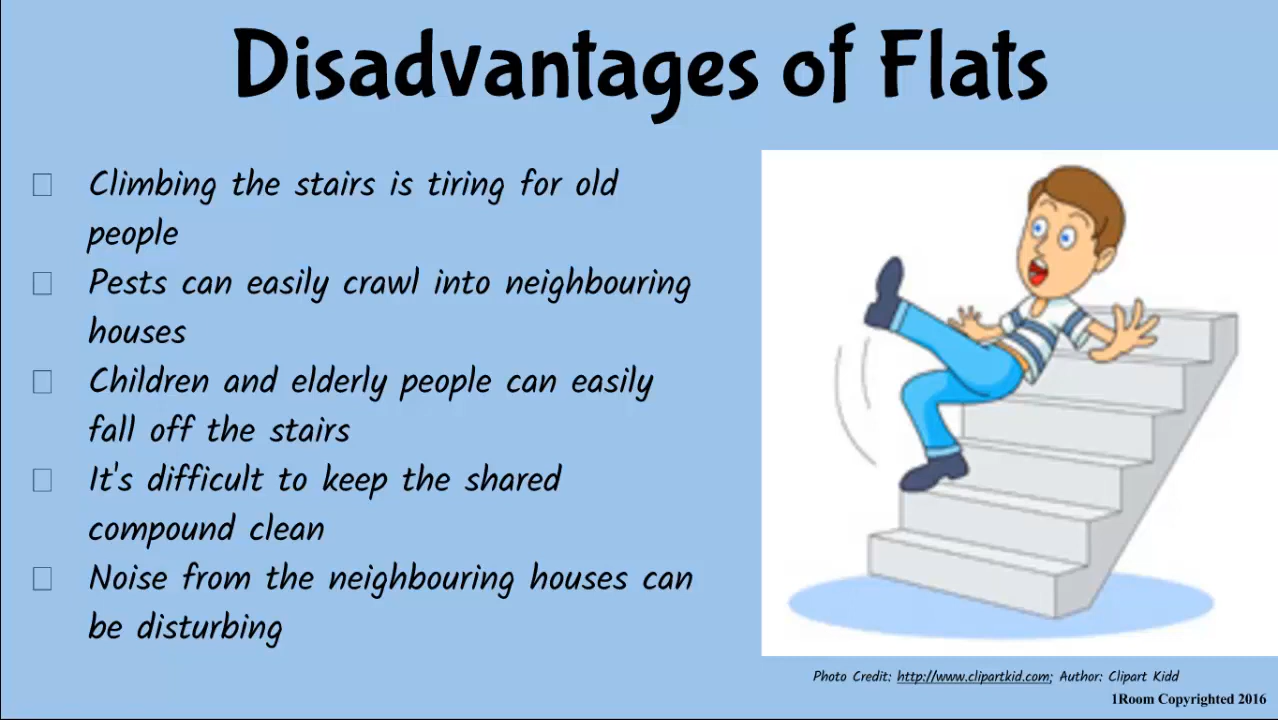 Disadvantages of Flats
Climbing the stairs is tiring for old
people
Pests can easily crawl into neighbouring
houses
Children and elderly people can easily
fall off the stairs
It's difficult to keep the shared
compound clean
Noise from the neighbouring houses can
be disturbing
Photo Credit: http://www.clipartkid.com; Author: Clipart Kidd
1Room Copyrighted 2016